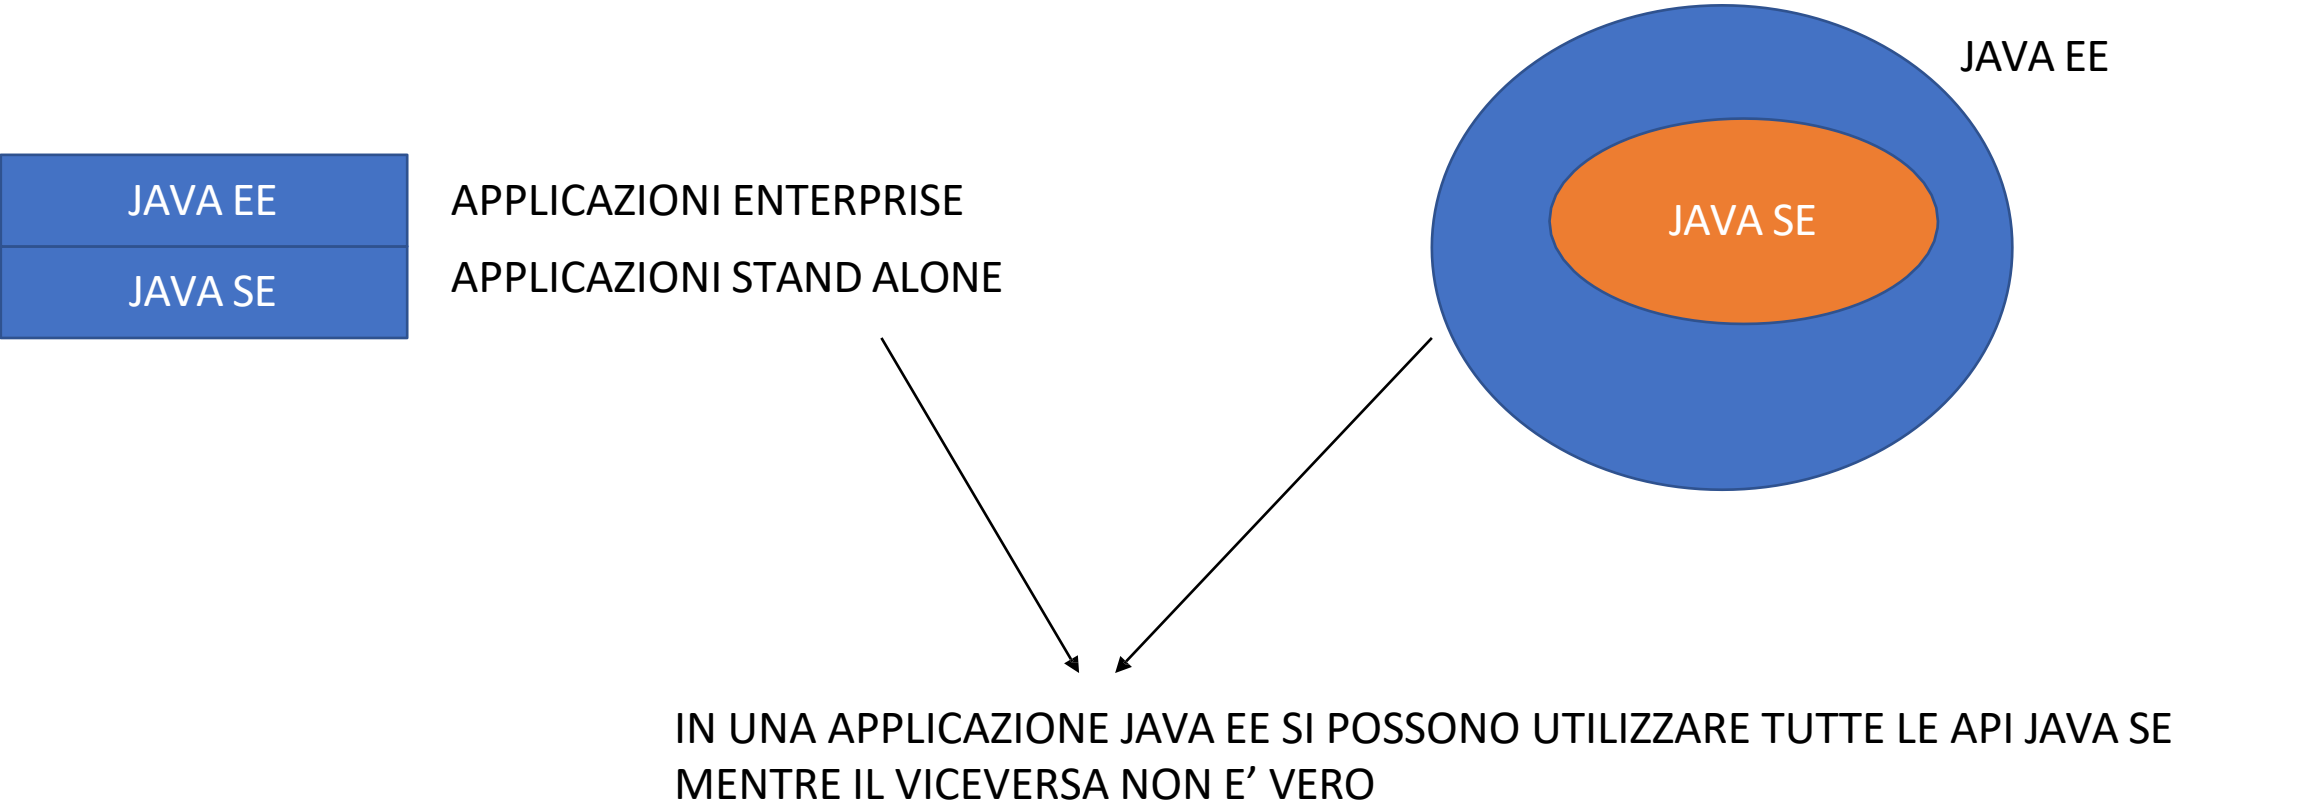 JAVA EE
JAVA EE
APPLICAZIONI ENTERPRISE
JAVA SE
APPLICAZIONI STAND ALONE
JAVA SE
IN UNA APPLICAZIONE JAVA EE SI POSSONO UTILIZZARE TUTTE LE API JAVA SE
MENTRE IL VICEVERSA NON E’ VERO